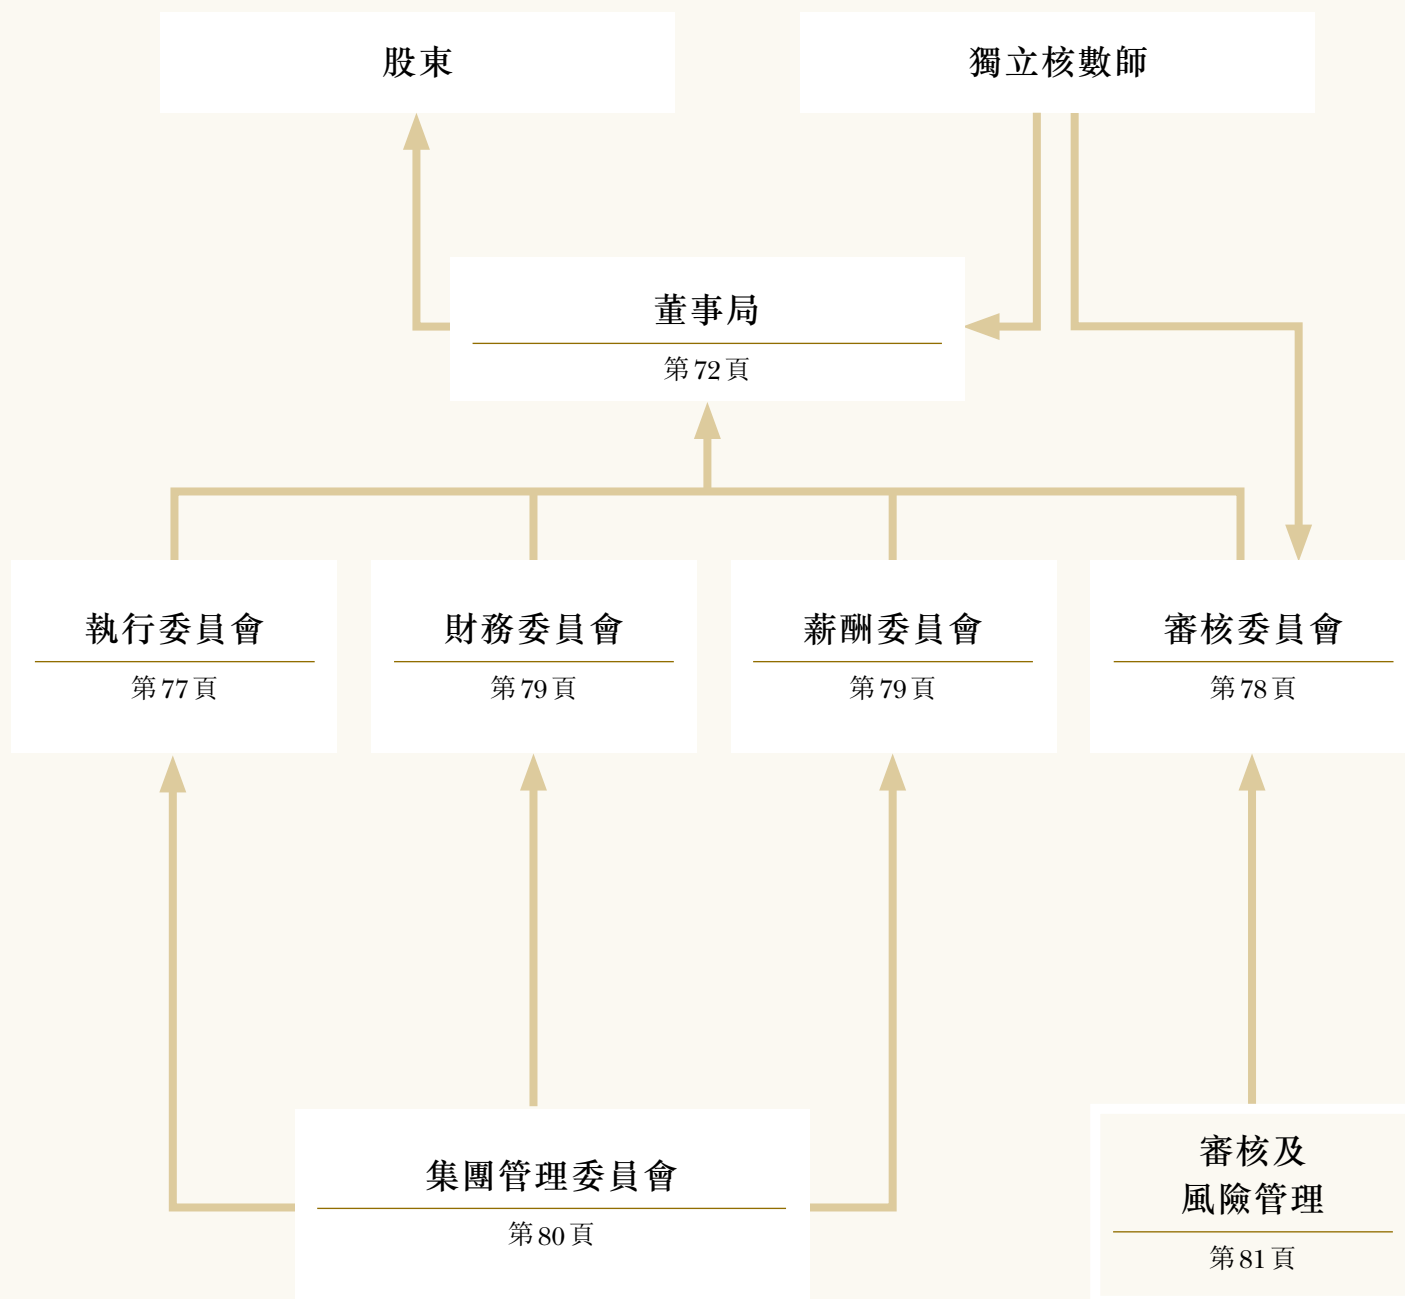 股東
獨立核數師
董事局
第72頁
執行委員會
第77頁
財務委員會
第79頁
薪酬委員會
第79頁
審核委員會
第78頁
集團管理委員會
第80頁
審核及
風險管理
第81頁